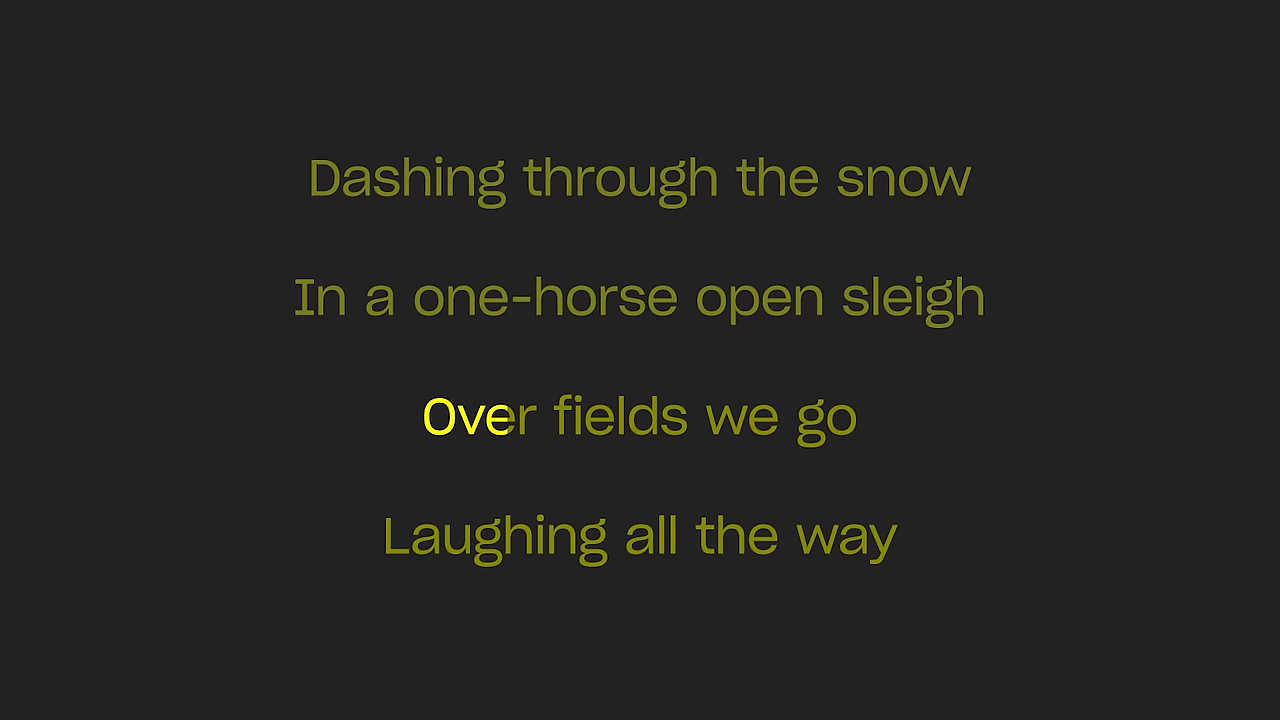 Dashing through the snow
In a one-horse open sleigh
Over fields we go
Laughing all the way